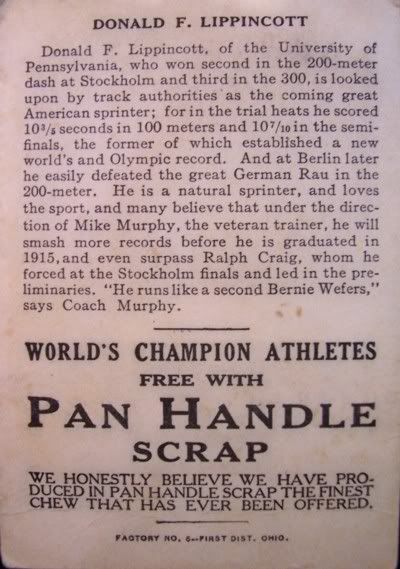 DONALD F. LIPPINCOTT
Donald F. Lippincott, of the University of
Pennsylvania, who won second in the 200-meter
dash at Stockholm and third in the 300, is looked
upon by track authorities as the coming great
American sprinter; for in the trial heats he scored
10 3/5 seconds in 100 meters and 10 7/10 in the semi-
finals, the former of which established a new
world's and Olympic record. And at Berlin later
he easily defeated the great German Rau in the
200-meter. He is a natural sprinter, and loves
the sport, and many believe that under the direc-
tion of Mike Murphy, the veteran trainer, he will
smash more records before he is graduated in
1915, and even surpass Ralph Craig, whom he
forced at the Stockholm finals and led in the pre-
liminaries. "He runs like a second Bernie Wefers,"
says Coach Murphy.
WORLD'S CHAMPION ATHLETES
FREE WITH
PAN HANDLE
SCRAP
WE HONESTLY BELIEVE WE HAVE PRO-
DUCED IN PAN HANDLE SCRAP THE FINEST
CHEW THAT HAS EVER BEEN OFFERED.
FACTORY NO. 6--FIRST DIST. OHIO.